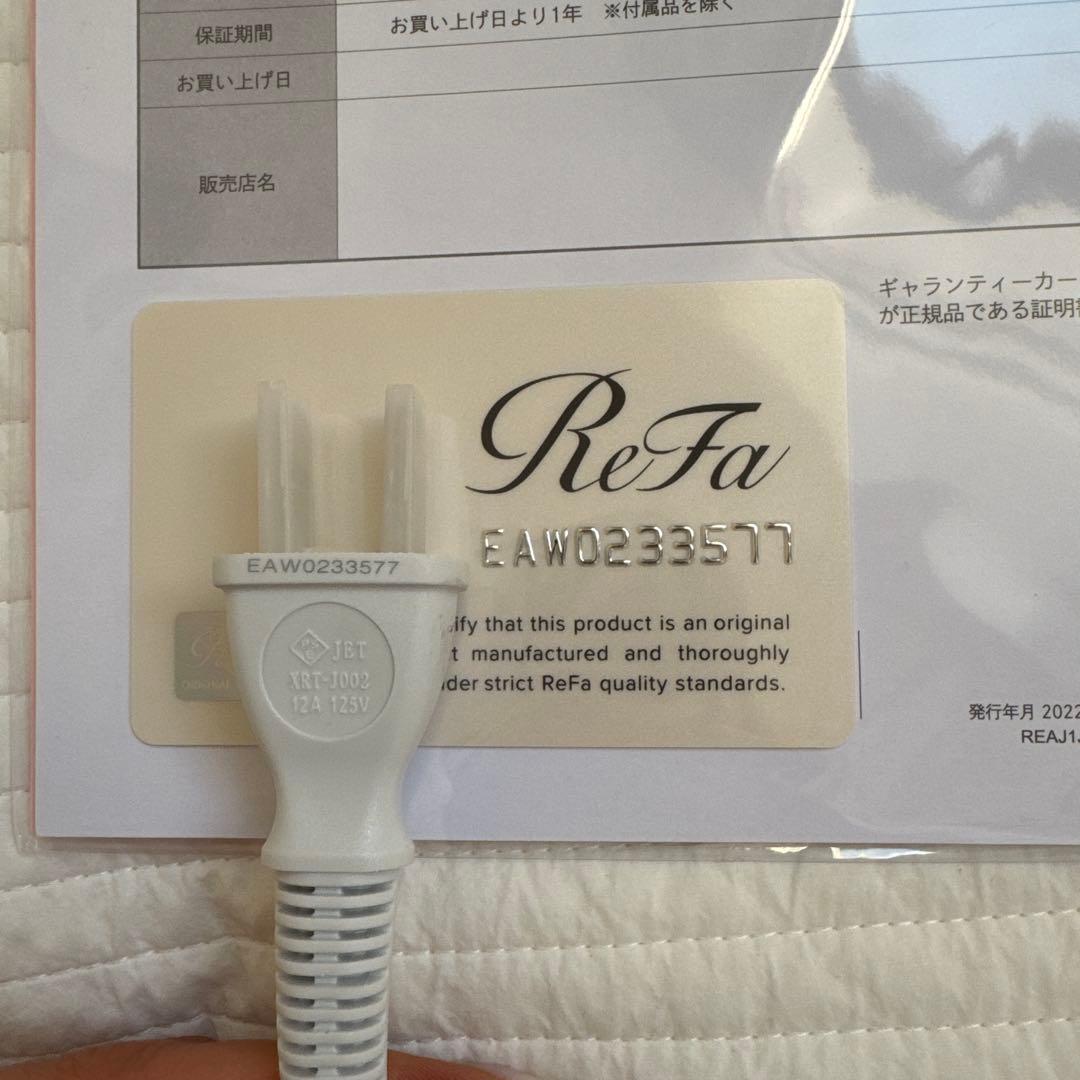 保証期間
お買い上げ日より1年 ※付属品を除く
お買い上げ日
販売店名
ギャランティーカー
が正規品である証明
ReFa
EAW0233577
EAW0233577
JET
XRT-J002
12A 125V
that this product is an original
manufactured and thoroughly
strict ReFa quality standards.
発行年月 2022
REAJ1J